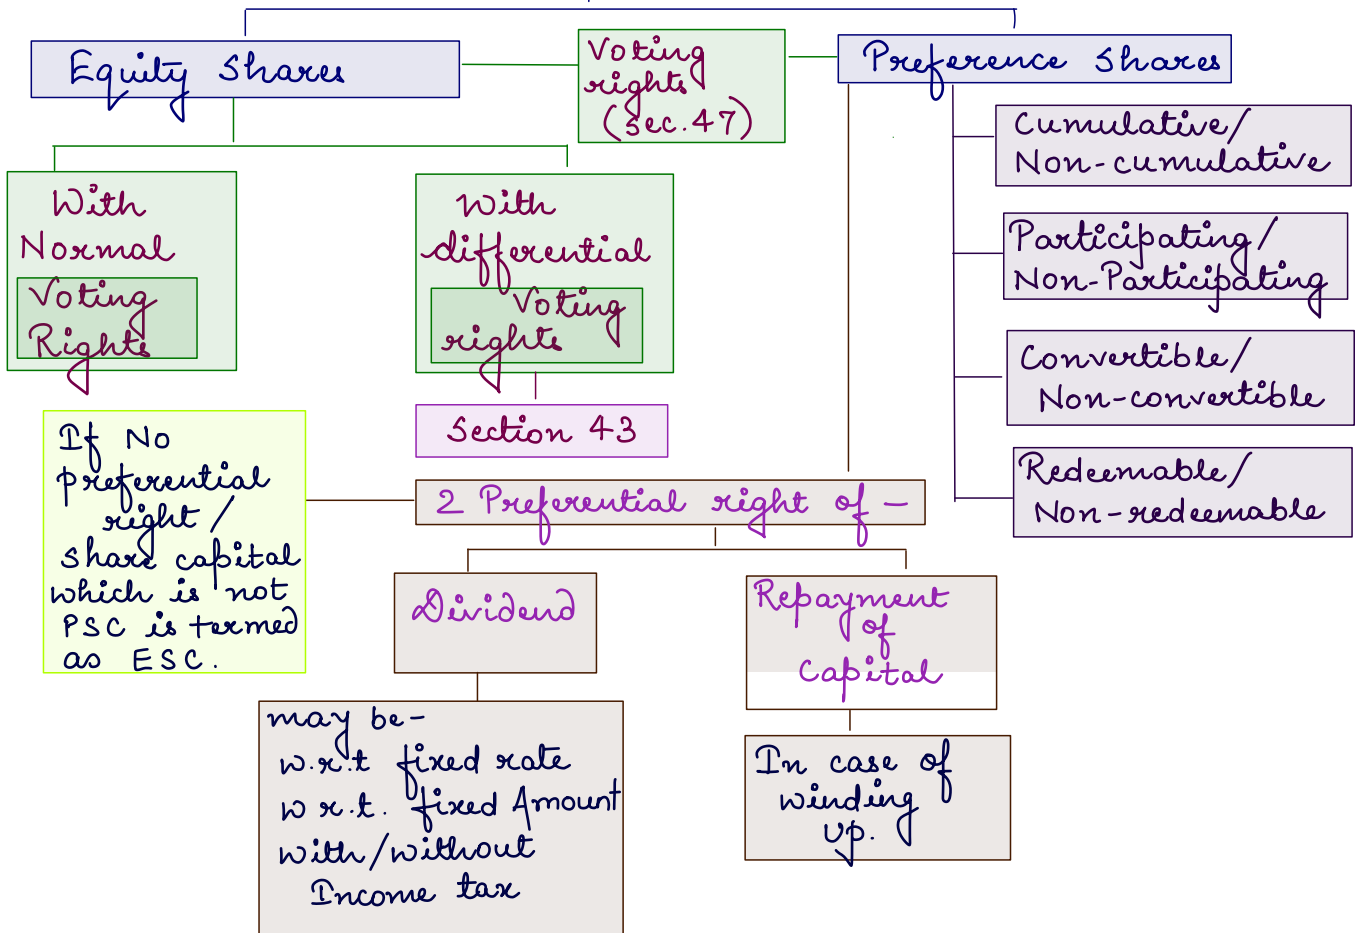 Equity Shares
Voting
rights
(Sec. 47)
Preference Shares
Cumulative/
Non-cumulative
Participating/
Non-Participating
Convertible/
Non-convertible
Redeemable/
Non-redeemable
With
Normal
Voting
Rights
With
differential
Voting
rights
Section 43
If No
preferential
right /
Share capital
which is not
PSC is termed
as ESC.
2 Preferential right of -
Dividend
Repayment
of
Capital
may be-
w.r.t fixed rate
w r.t. fixed Amount
with/without
Income tax
In case of
winding
up.